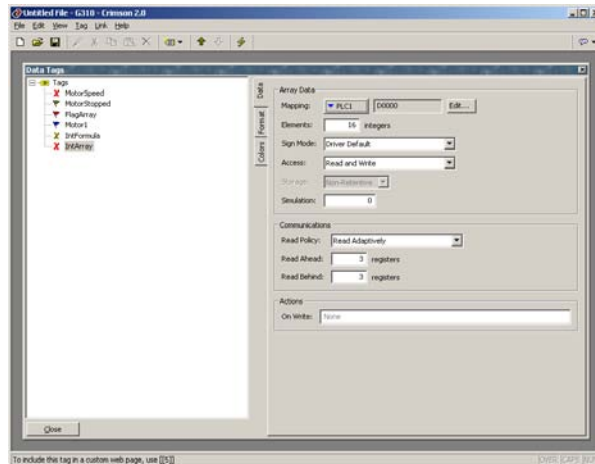 Untitled File - G310 - Crimson 2.0
File Edit View Tag Link Help
Data Tags
Tags
MotorSpeed
MotorStopped
FlagArray
Motor1
IntFormula
IntArray
Close
Data
Format
Colors
Array Data
Mapping: PLC1 D0000 Edit...
Elements: 16 integers
Sign Mode: Driver Default
Access: Read and Write
Storage: Non-Retentive
Simulation: 0
Communications
Read Policy: Read Adaptively
Read Ahead: 3 registers
Read Behind: 3 registers
Actions
On Write: None
To include this tag in a custom web page, use [[5]]
OVER CAPS NUM